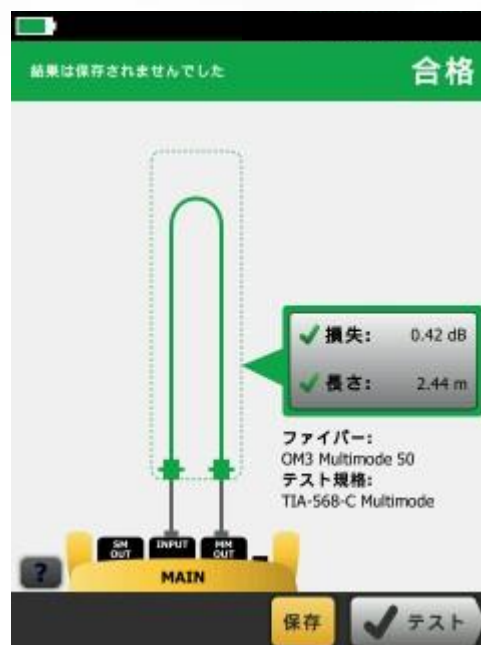 結果は保存されませんでした
合格
損失: 0.42 dB
長さ: 2.44 m
ファイバー:
OM3 Multimode 50
テスト規格:
TIA-568-C Multimode
SM OUT
INPUT
MM OUT
?
MAIN
保存
テスト